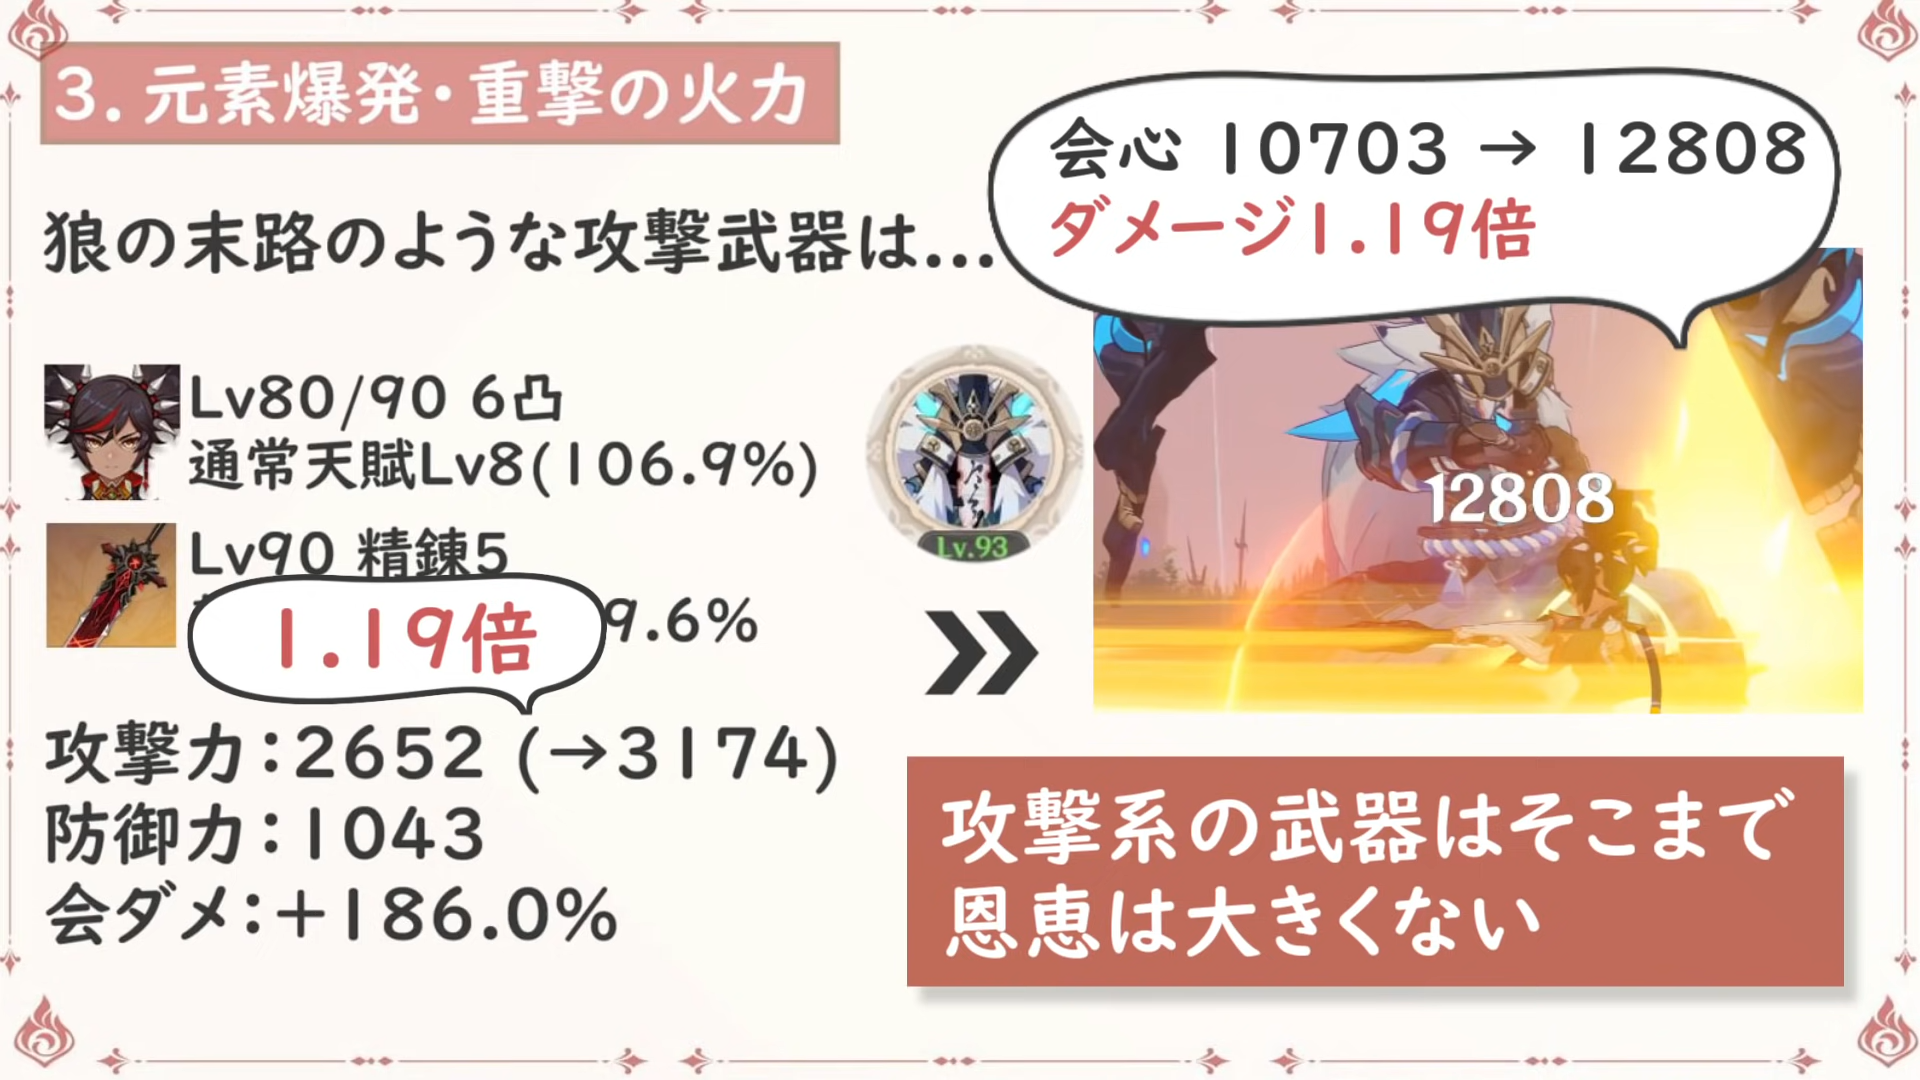 3. 元素爆発・重撃の火力
会心 10703 → 12808
ダメージ1.19倍
狼の末路のような攻撃武器は...
Lv80/90 6凸
通常天賦Lv8(106.9%)
Lv.93
12808
Lv90 精錬5
1.19倍
9.6%
攻撃力：2652 (→3174)
防御力：1043
会ダメ：+186.0%
攻撃系の武器はそこまで
恩恵は大きくない